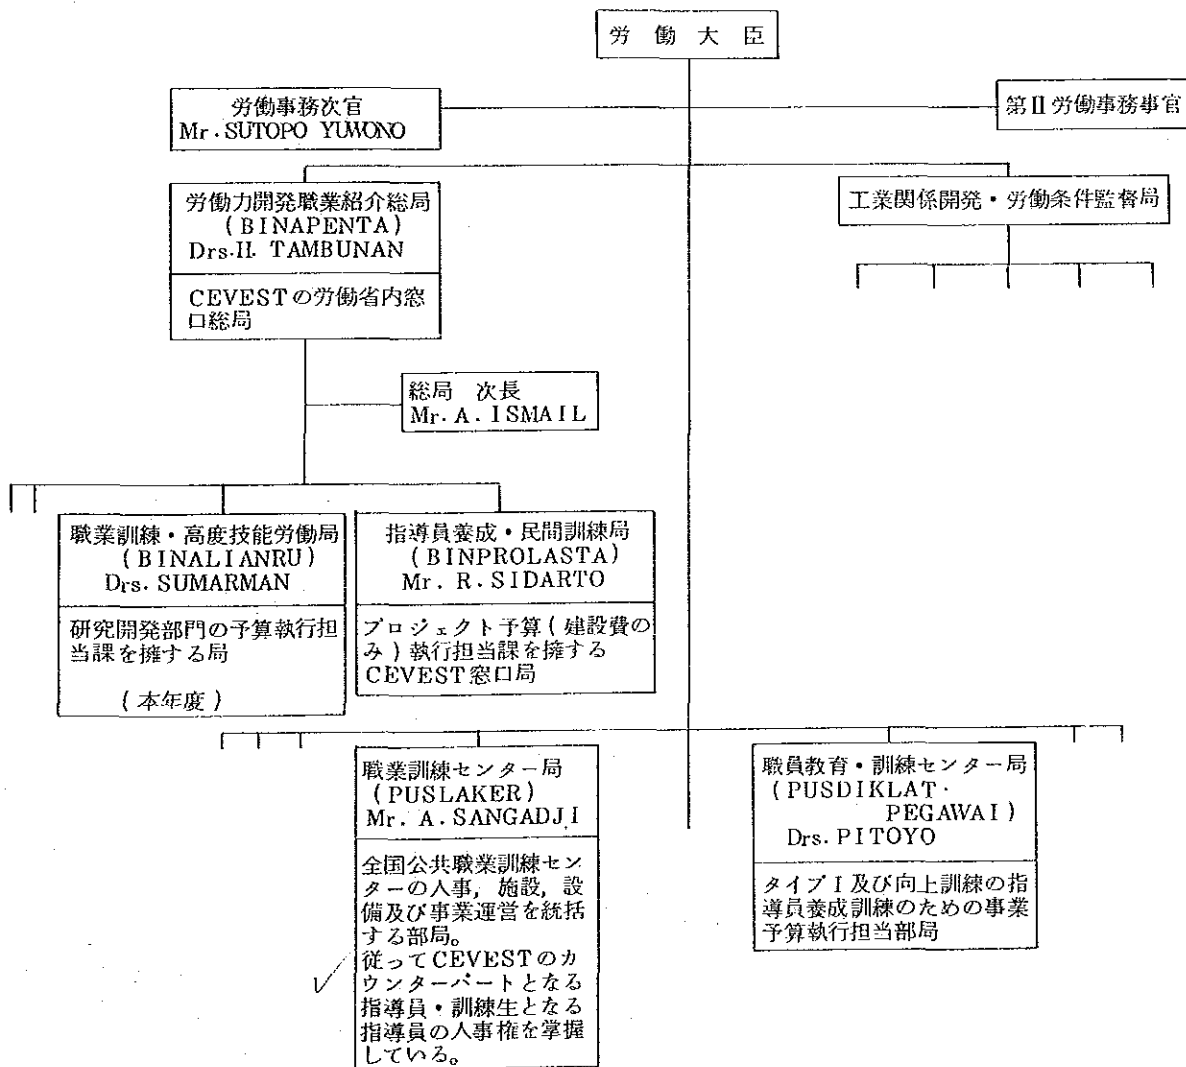 労働大臣
労働事務次官
Mr. SUTOPO YUWONO
第II労働事務事官
労働力開発職業紹介総局
(BINAPENTA)
Drs. H. TAMBUNAN
CEVESTの労働省内窓
口総局
工業関係開発・労働条件監督局
総局 次長
Mr. A. ISMAIL
職業訓練・高度技能労働局
(BINALIANRU)
Drs. SUMARMAN
研究開発部門の予算執行担
当課を擁する局
(本年度)
指導員養成・民間訓練局
(BINPROLASTA)
Mr. R. SIDARTO
プロジェクト予算(建設費の
み)執行担当課を擁する
CEVEST窓口局
職業訓練センター局
(PUSLAKER)
Mr. A. SANGADJI
全国公共職業訓練セン
ターの人事,施設,設
備及び事業運営を統括
する部局。
従ってCEVESTのカ
ウンターパートとなる
指導員・訓練生となる
指導員の人事権を掌握
している。
職員教育・訓練センター局
(PUSDIKLAT・
PEGAWAI)
Drs. PITOYO
タイプI及び向上訓練の指
導員養成訓練のための事業
予算執行担当部局